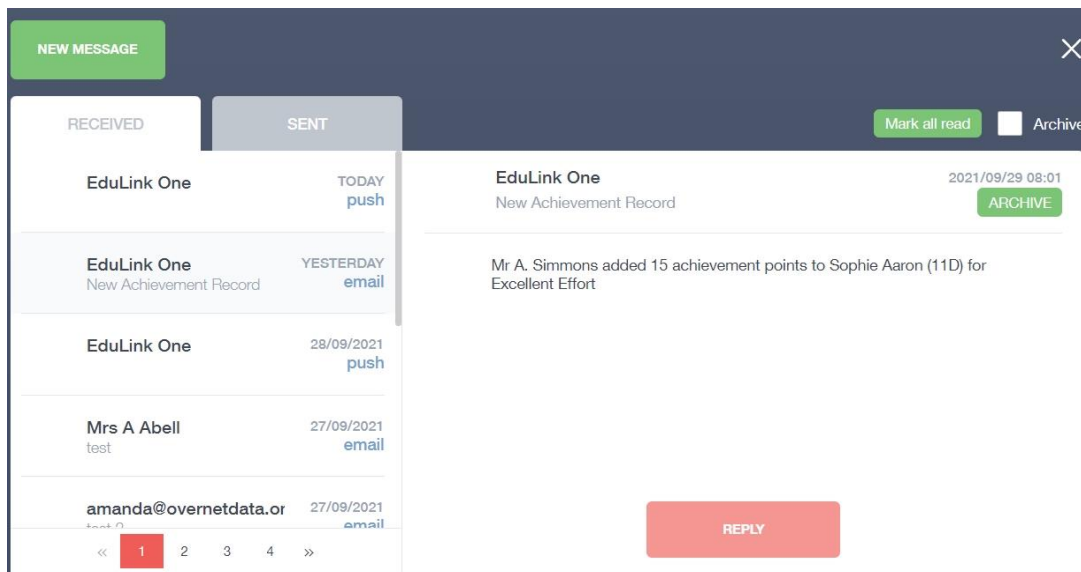 NEW MESSAGE
RECEIVED
SENT
Mark all read
Archive
EduLink One
TODAY
push
EduLink One
YESTERDAY
New Achievement Record
email
EduLink One
28/09/2021
push
Mrs A Abell
27/09/2021
test
email
amanda@overnetdata.or
27/09/2021
test 2
email
« 1 2 3 4 »
EduLink One
2021/09/29 08:01
New Achievement Record
ARCHIVE
Mr A. Simmons added 15 achievement points to Sophie Aaron (11D) for
Excellent Effort
REPLY